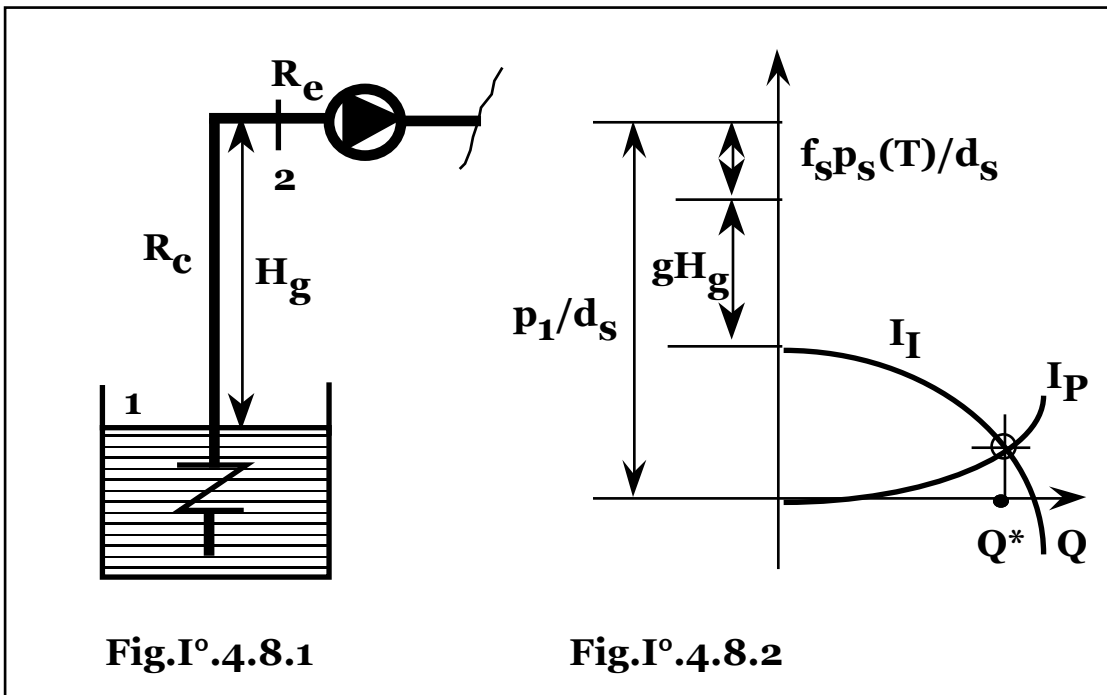 Re
2
Rc
Hg
1
Fig.I°.4.8.1
fsps(T)/ds
gHg
p1/ds
II
IP
Q* Q
Fig.I°.4.8.2